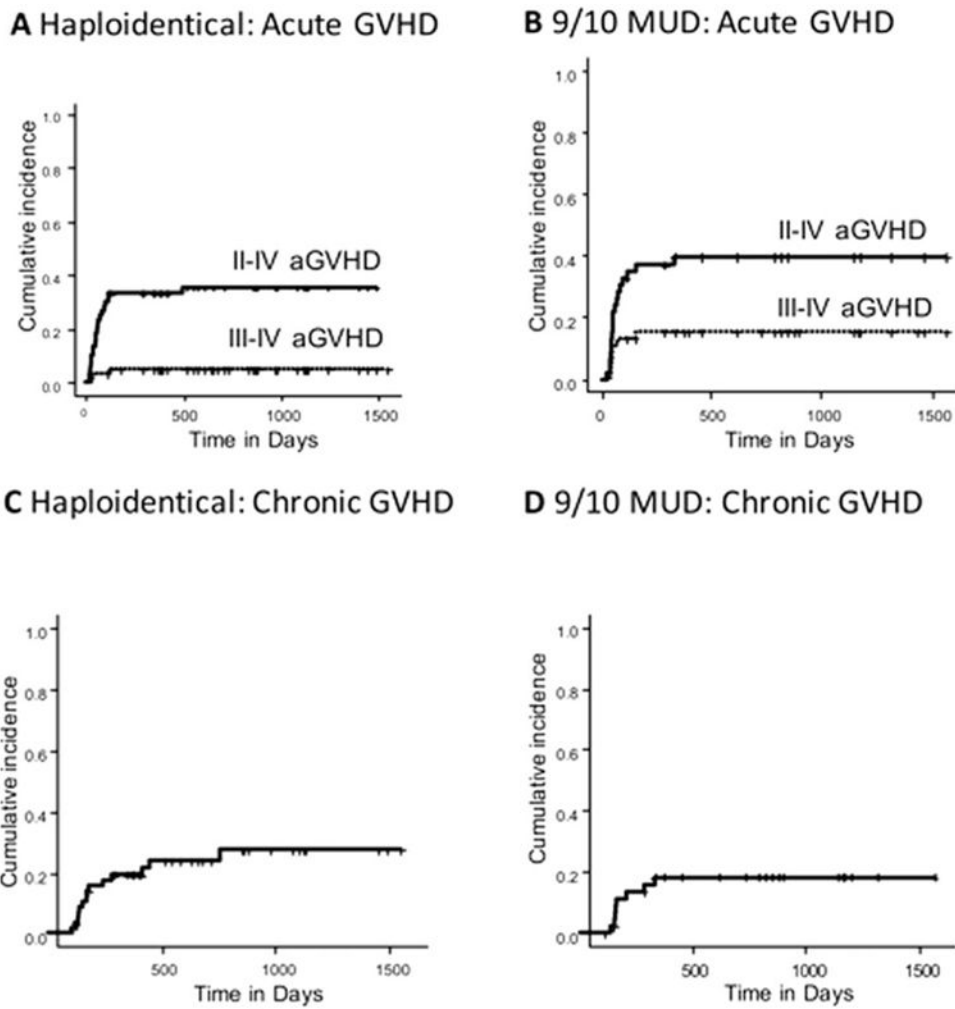 A Haploidentical: Acute GVHD
1.0
0.8
0.6
0.4
0.2
0.0
Cumulative incidence
II-IV aGVHD
III-IV aGVHD
0 500 1000 1500
Time in Days
B 9/10 MUD: Acute GVHD
1.0
0.8
0.6
0.4
0.2
0.0
Cumulative incidence
II-IV aGVHD
III-IV aGVHD
0 500 1000 1500
Time in Days
C Haploidentical: Chronic GVHD
1.0
0.8
0.6
0.4
0.2
0.0
Cumulative incidence
500 1000 1500
Time in Days
D 9/10 MUD: Chronic GVHD
1.0
0.8
0.6
0.4
0.2
0.0
Cumulative incidence
500 1000 1500
Time in Days